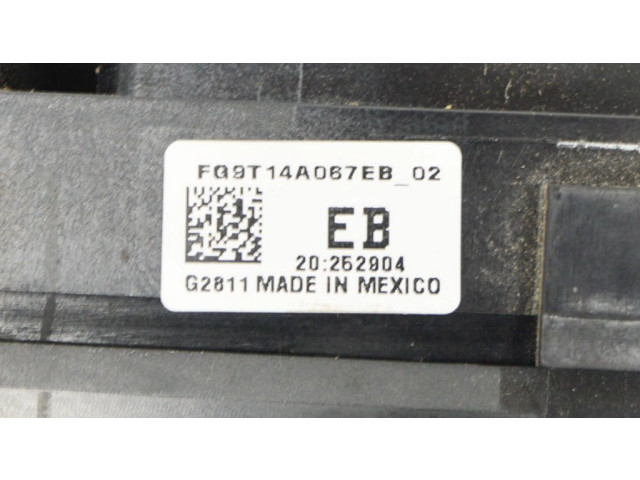 FG9T14A067EB_02
EB
20:252904
G2811 MADE IN MEXICO